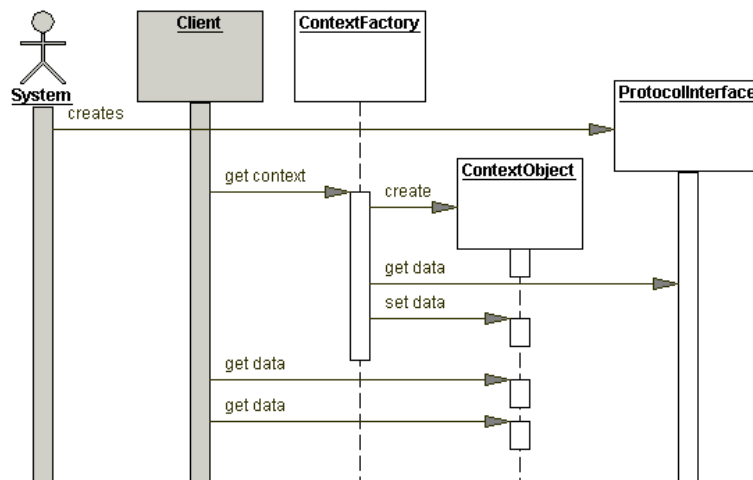 Client
ContextFactory
System
ProtocolInterface
creates
get context
create
ContextObject
get data
set data
get data
get data